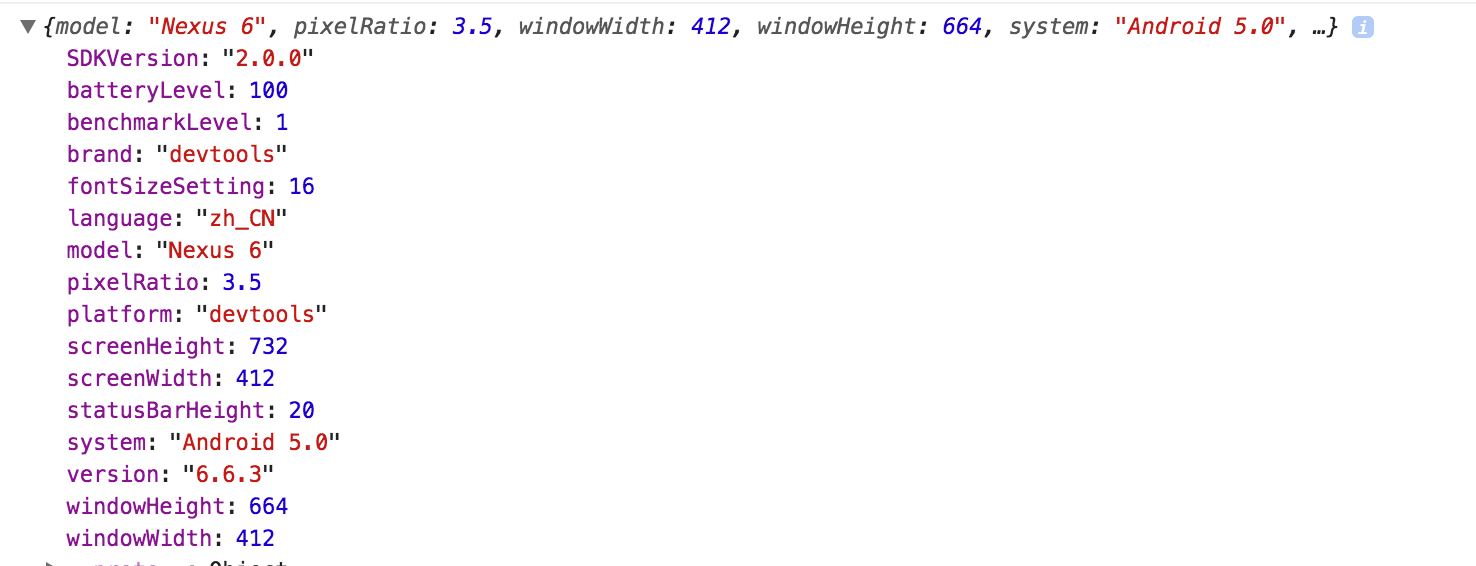 ▼{model: "Nexus 6", pixelRatio: 3.5, windowWidth: 412, windowHeight: 664, system: "Android 5.0", …} i
SDKVersion: "2.0.0"
batteryLevel: 100
benchmarkLevel: 1
brand: "devtools"
fontSizeSetting: 16
language: "zh_CN"
model: "Nexus 6"
pixelRatio: 3.5
platform: "devtools"
screenHeight: 732
screenWidth: 412
statusBarHeight: 20
system: "Android 5.0"
version: "6.6.3"
windowHeight: 664
windowWidth: 412